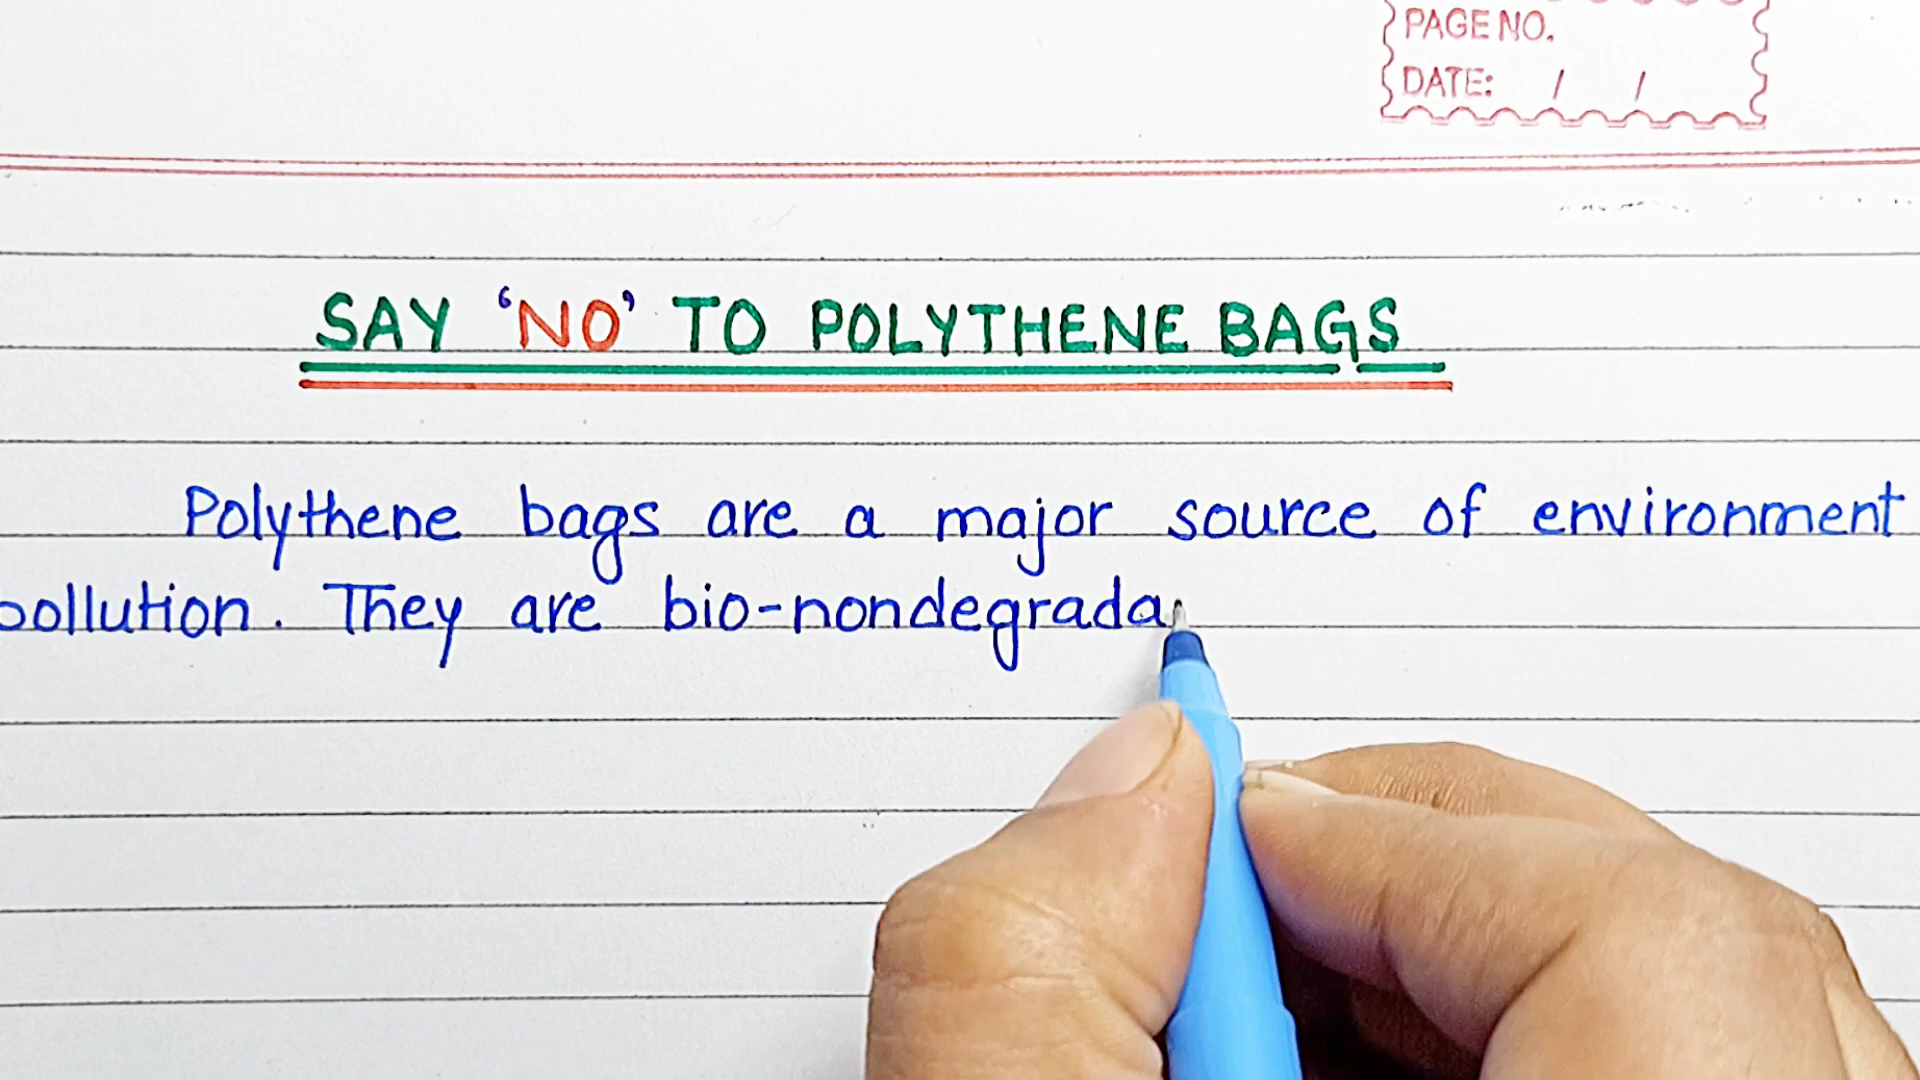 PAGE NO.
DATE: / /
SAY ‘NO’ TO POLYTHENE BAGS
Polythene bags are a major source of environment
pollution. They are bio-nondegrada